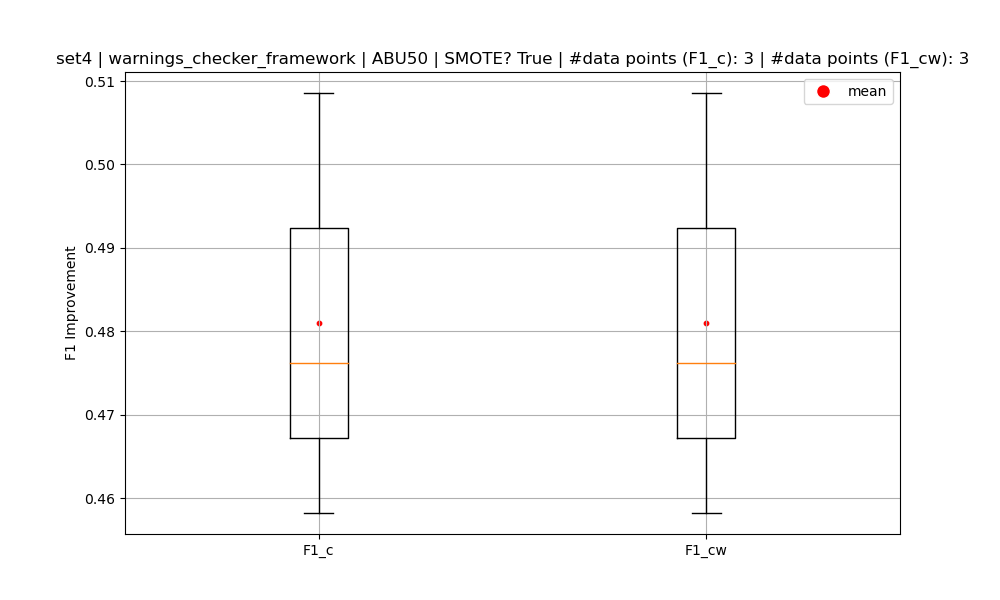 set4 | warnings_checker_framework | ABU50 | SMOTE? True | #data points (F1_c): 3 | #data points (F1_cw): 3
mean
0.51
0.50
0.49
0.48
0.47
0.46
F1 Improvement
F1_c
F1_cw